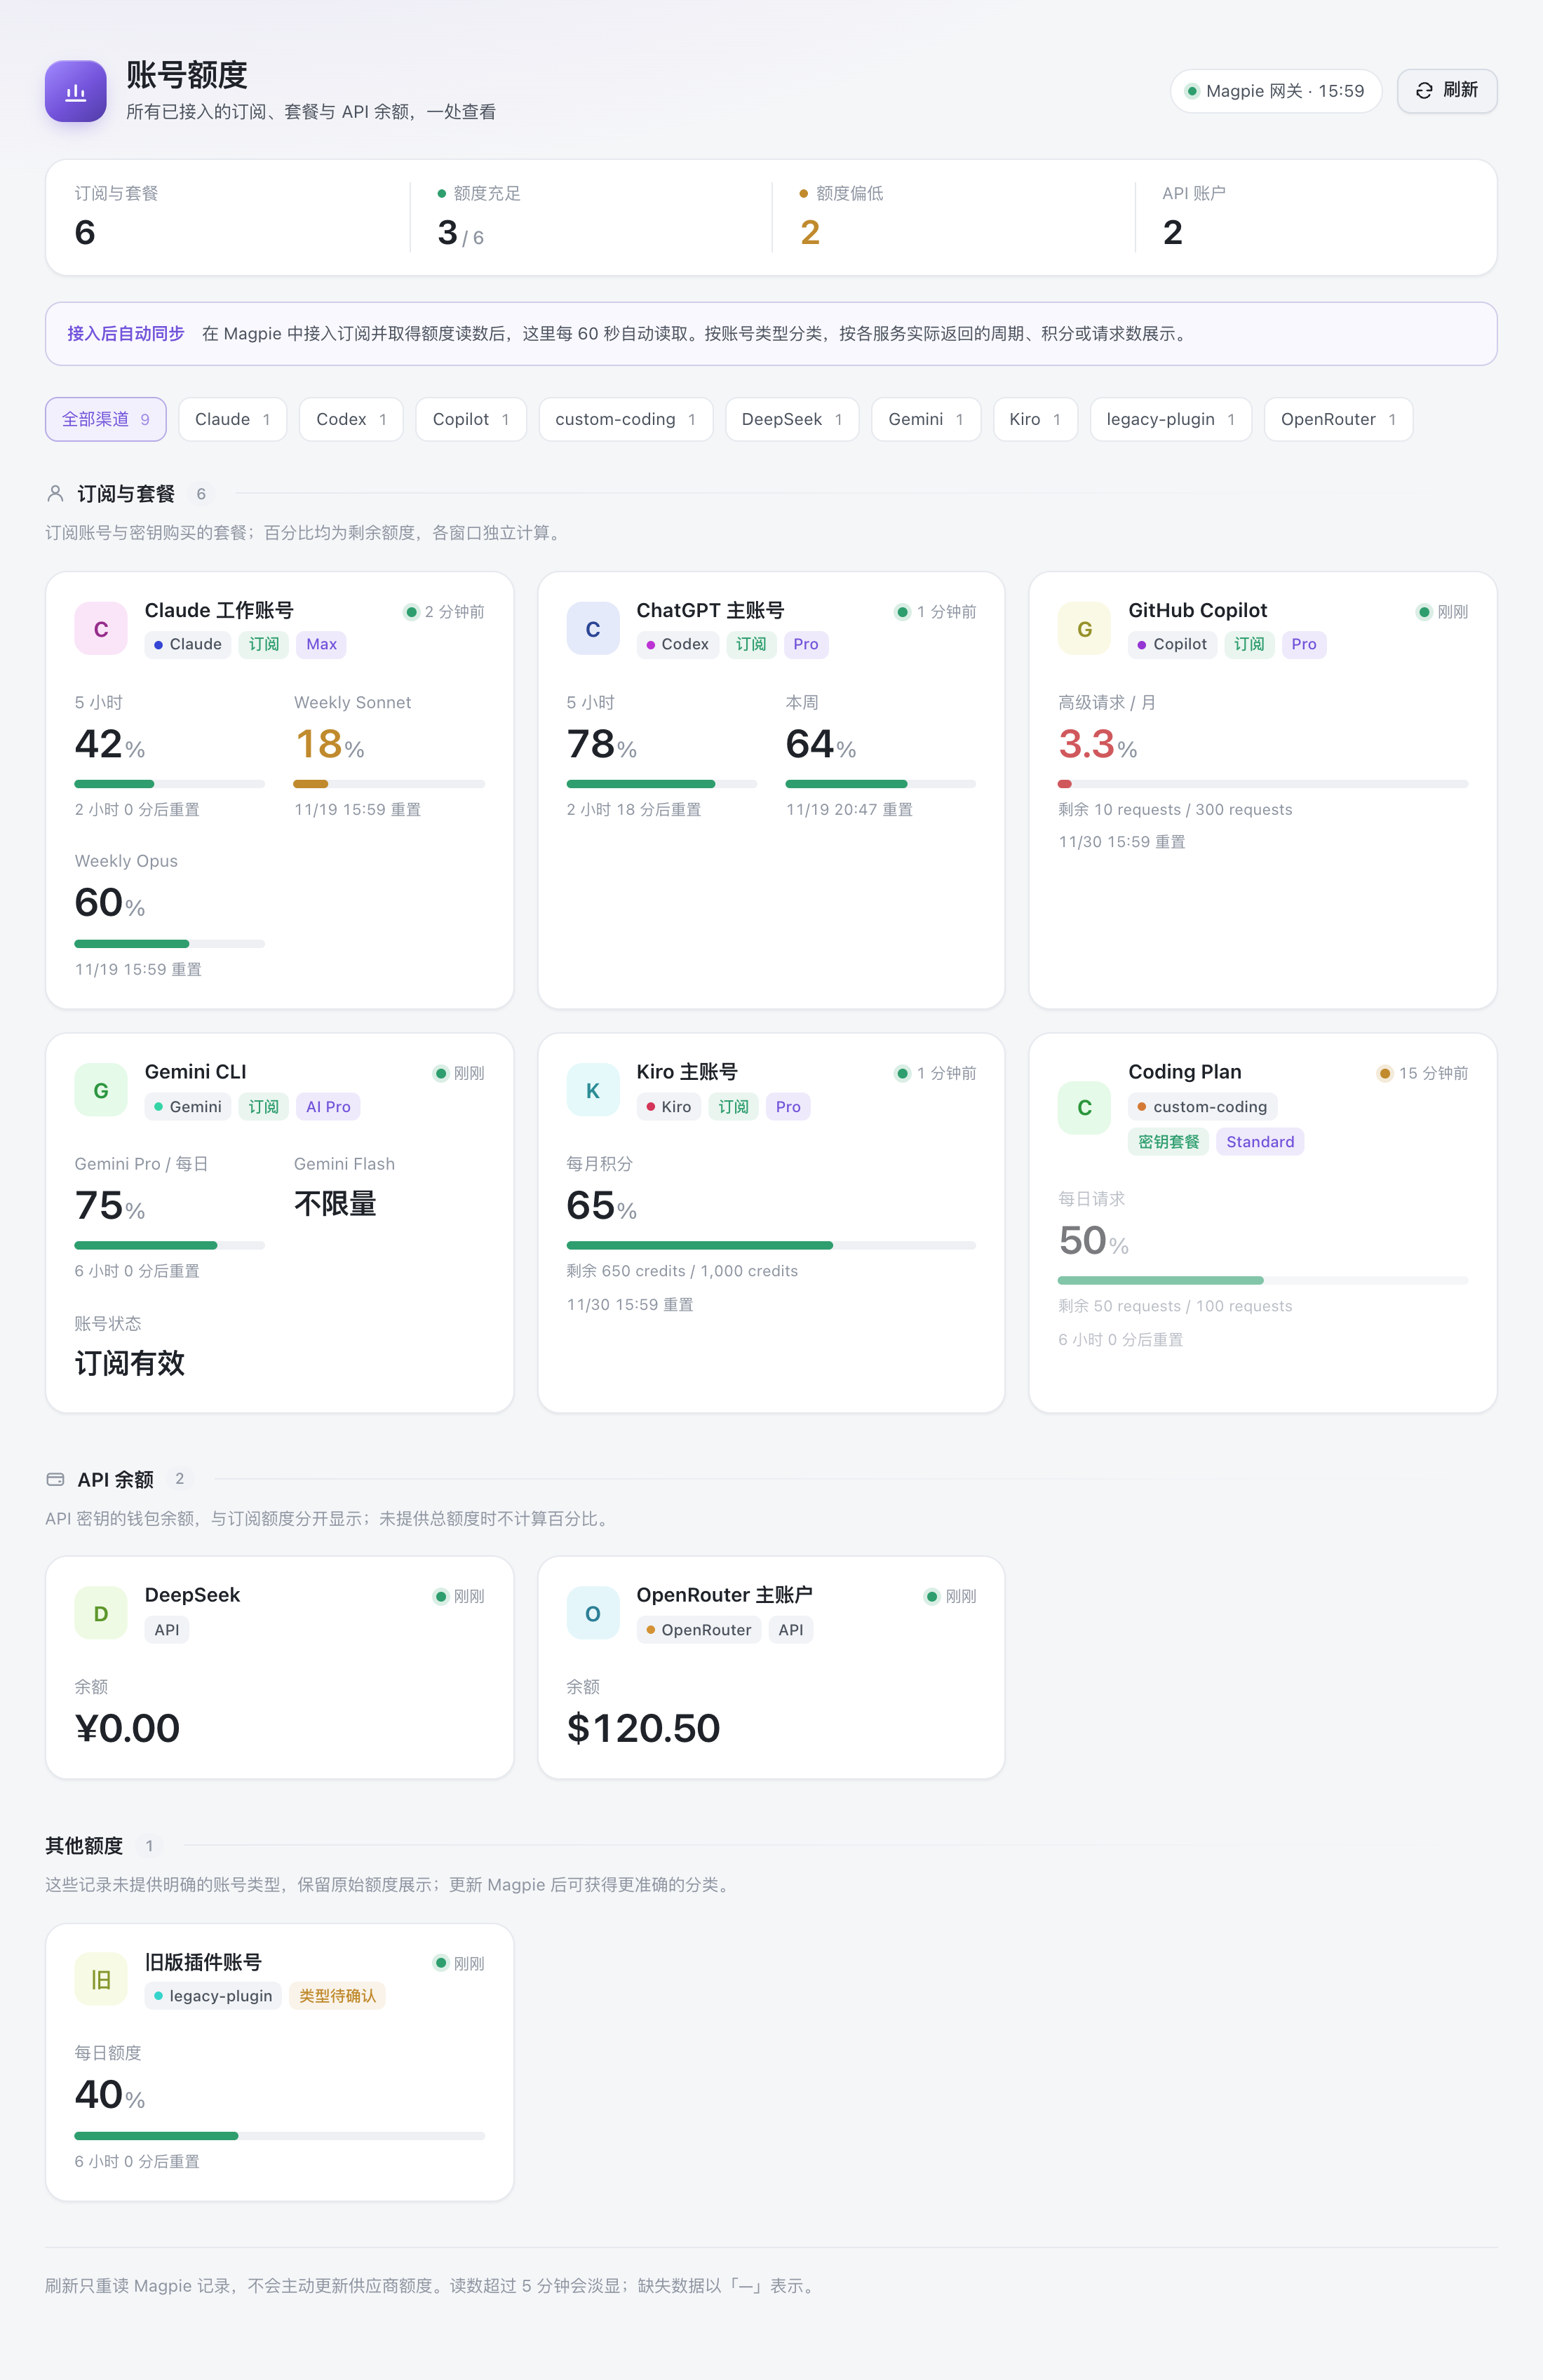 账号额度
所有已接入的订阅、套餐与 API 余额，一处查看
Magpie 网关 · 15:59
刷新
订阅与套餐
6
额度充足
3 / 6
额度偏低
2
API 账户
2
接入后自动同步 在 Magpie 中接入订阅并取得额度读数后，这里每 60 秒自动读取。按账号类型分类，按各服务实际返回的周期、积分或请求数展示。
全部渠道 9
Claude 1
Codex 1
Copilot 1
custom-coding 1
DeepSeek 1
Gemini 1
Kiro 1
legacy-plugin 1
OpenRouter 1
订阅与套餐 6
订阅账号与密钥购买的套餐；百分比均为剩余额度，各窗口独立计算。
C
Claude 工作账号
2 分钟前
Claude 订阅 Max
5 小时
42%
2 小时 0 分后重置
Weekly Sonnet
18%
11/19 15:59 重置
Weekly Opus
60%
11/19 15:59 重置
C
ChatGPT 主账号
1 分钟前
Codex 订阅 Pro
5 小时
78%
2 小时 18 分后重置
本周
64%
11/19 20:47 重置
G
GitHub Copilot
刚刚
Copilot 订阅 Pro
高级请求 / 月
3.3%
剩余 10 requests / 300 requests
11/30 15:59 重置
G
Gemini CLI
刚刚
Gemini 订阅 AI Pro
Gemini Pro / 每日
75%
6 小时 0 分后重置
Gemini Flash
不限量
账号状态
订阅有效
K
Kiro 主账号
1 分钟前
Kiro 订阅 Pro
每月积分
65%
剩余 650 credits / 1,000 credits
11/30 15:59 重置
C
Coding Plan
15 分钟前
custom-coding
密钥套餐 Standard
每日请求
50%
剩余 50 requests / 100 requests
6 小时 0 分后重置
API 余额 2
API 密钥的钱包余额，与订阅额度分开显示；未提供总额度时不计算百分比。
D
DeepSeek
刚刚
API
余额
¥0.00
O
OpenRouter 主账户
刚刚
OpenRouter API
余额
$120.50
其他额度 1
这些记录未提供明确的账号类型，保留原始额度展示；更新 Magpie 后可获得更准确的分类。
旧
旧版插件账号
刚刚
legacy-plugin 类型待确认
每日额度
40%
6 小时 0 分后重置
刷新只重读 Magpie 记录，不会主动更新供应商额度。读数超过 5 分钟会淡显；缺失数据以「—」表示。